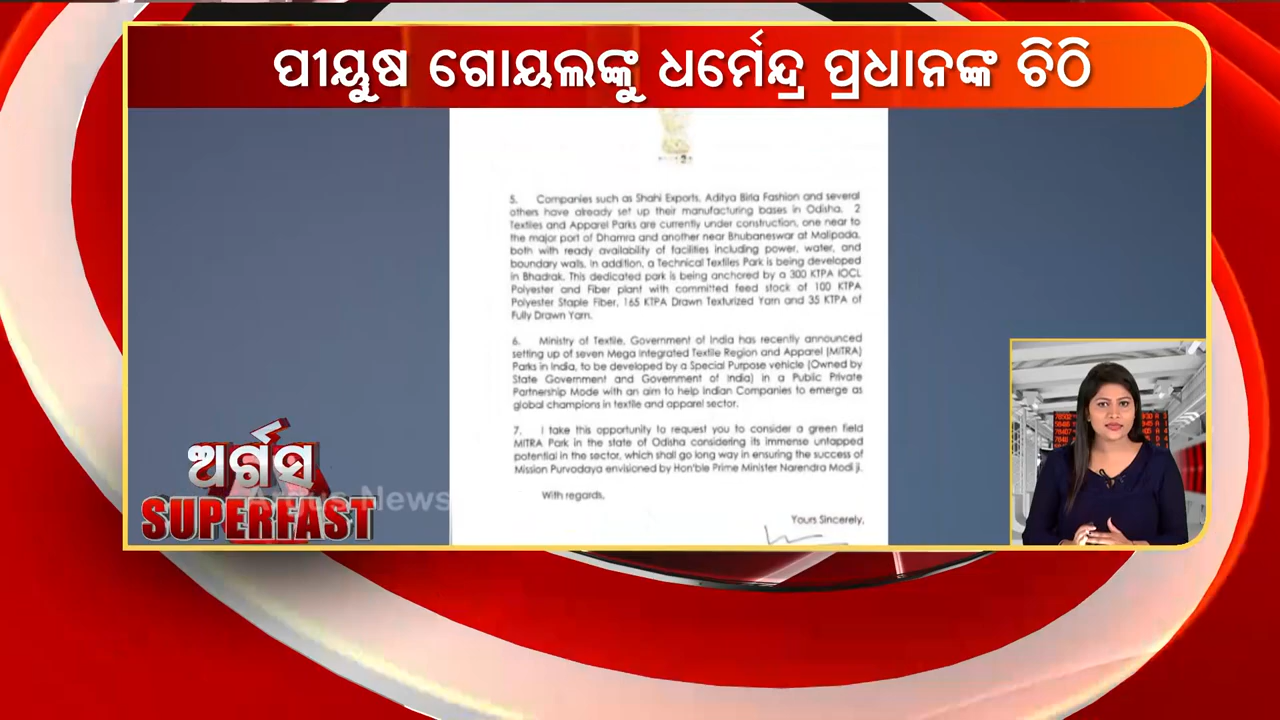 ପୀୟୁଷ ଗୋୟଲଙ୍କୁ ଧର୍ମେନ୍ଦ୍ର ପ୍ରଧାନଙ୍କ ଚିଠି
5. Companies such as Shahi Exports, Aditya Birla Fashion and several
others have already set up their manufacturing bases in Odisha. 2
Textiles and Apparel Parks are currently under construction, one near to
the major port of Dhamra and another near Bhubaneswar at Malipada,
both with ready availability of facilities including power, water, and
boundary walls. In addition, a Technical Textiles Park is being developed
in Bhadrak. This dedicated park is being anchored by a 300 KTPA IOCL
Polyester and Fiber plant with committed feed stock of 100 KTPA
Polyester Staple Fiber, 165 KTPA Drawn Texturized Yarn and 35 KTPA of
Fully Drawn Yarn.
6. Ministry of Textile, Government of India has recently announced
setting up of seven Mega Integrated Textile Region and Apparel (MITRA)
Parks in India, to be developed by a Special Purpose vehicle (Owned by
State Government and Government of India) in a Public Private
Partnership Mode with an aim to help Indian Companies to emerge as
global champions in textile and apparel sector.
7. I take this opportunity to request you to consider a green field
MITRA Park in the state of Odisha considering its immense untapped
potential in the sector, which shall go long way in ensuring the success of
Mission Purvodaya envisioned by Hon'ble Prime Minister Narendra Modi ji.
With regards,
Yours Sincerely,
ଅର୍ଗସ
Argus News
SUPERFAST